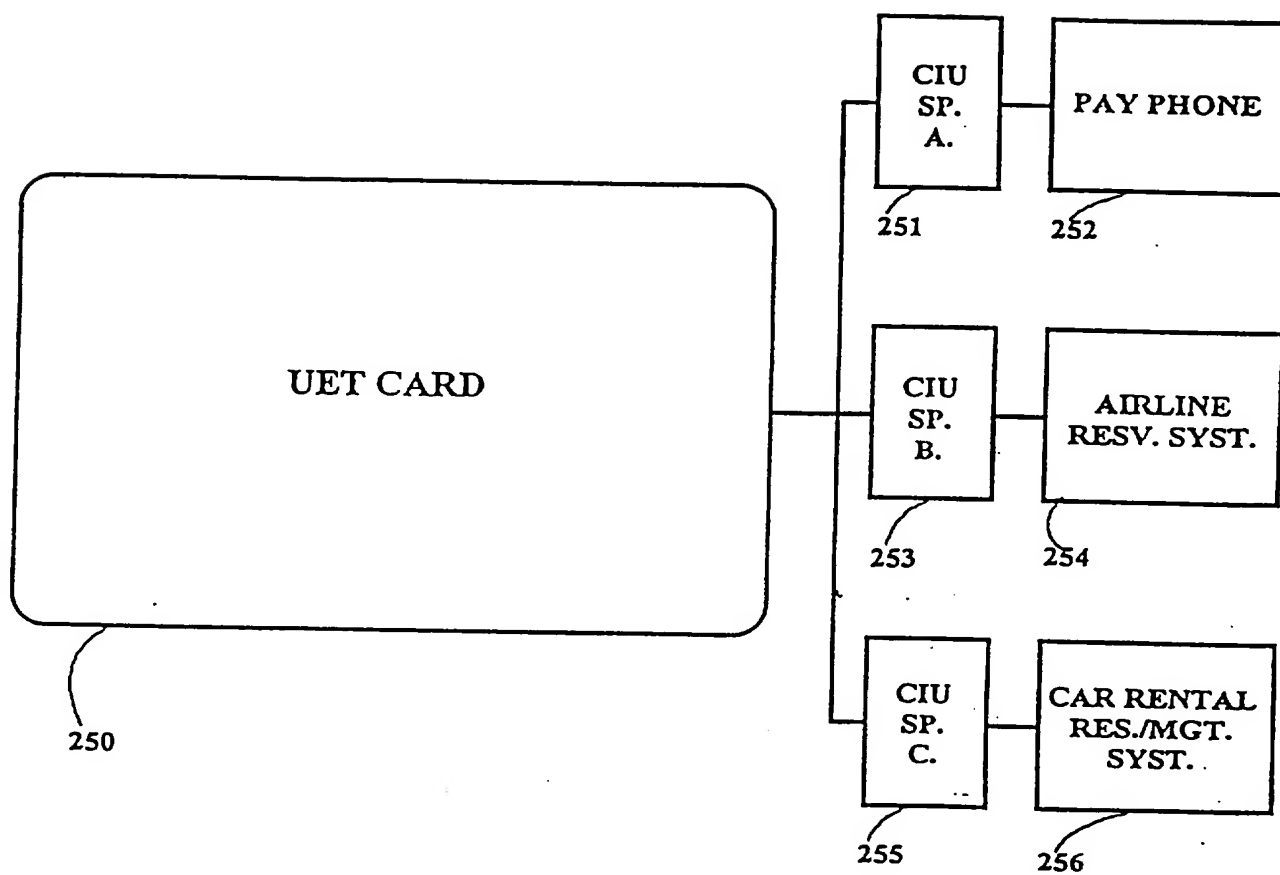 CIU
SP.
A.
PAY PHONE
251
252
UET CARD
250
CIU
SP.
B.
AIRLINE
RESV. SYST.
253
254
CIU
SP.
C.
CAR RENTAL
RES./MGT.
SYST.
255
256